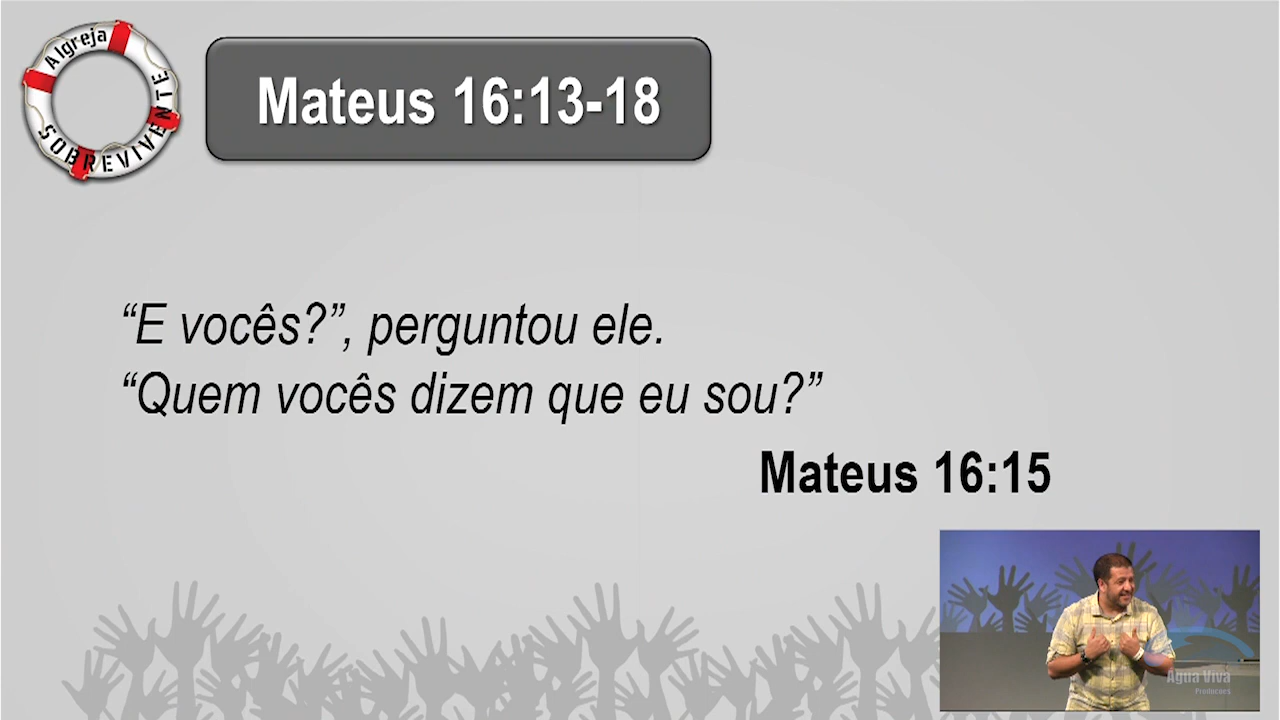 A Igreja
SOBREVIVENTE
Mateus 16:13-18
“E vocês?”, perguntou ele.
“Quem vocês dizem que eu sou?”
Mateus 16:15
Água Viva
Produções